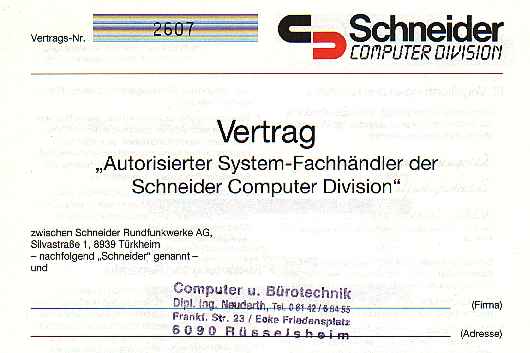 Vertrags-Nr. 2607
Schneider
COMPUTER DIVISION
Vertrag
„Autorisierter System-Fachhändler der
Schneider Computer Division“
zwischen Schneider Rundfunkwerke AG,
Silvastraße 1, 8939 Türkheim
– nachfolgend „Schneider“ genannt –
und
Computer u. Bürotechnik
Dipl. Ing. Neuderth, Tel. 0 61 42 / 6 84 55
(Firma)
Frankf. Str. 23 / Ecke Friedensplatz
6090 Rüsselsheim
(Adresse)